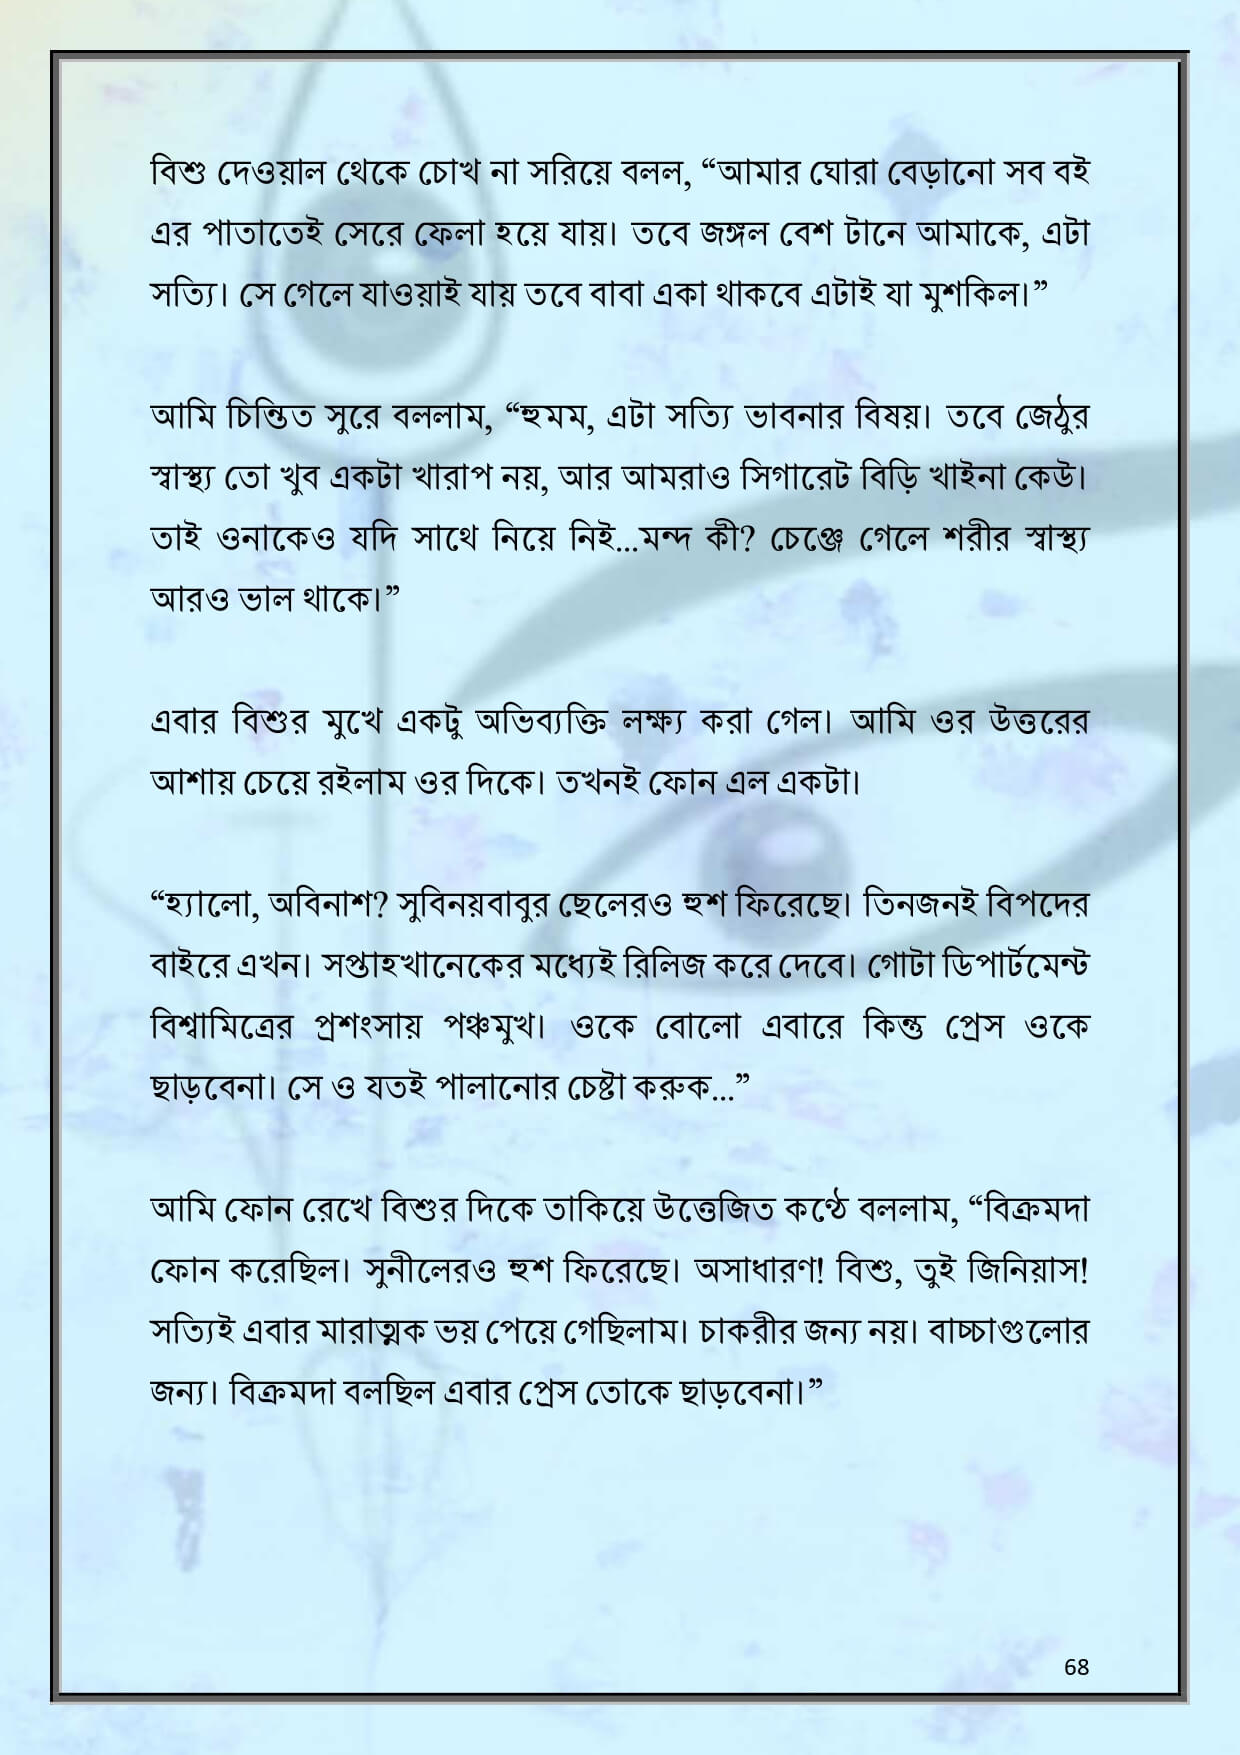 বিশু দেওয়াল থেকে চোখ না সরিয়ে বলল, “আমার ঘোরা বেড়ানো সব বই
এর পাতাতেই সেরে ফেলা হয়ে যায়। তবে জঙ্গল বেশ টানে আমাকে, এটা
সত্যি। সে গেলে যাওয়াই যায় তবে বাবা একা থাকবে এটাই যা মুশকিল।”
আমি চিন্তিত সুরে বললাম, “হুমম, এটা সত্যি ভাবনার বিষয়। তবে জেঠুর
স্বাস্থ্য তো খুব একটা খারাপ নয়, আর আমরাও সিগারেট বিড়ি খাইনা কেউ।
তাই ওনাকেও যদি সাথে নিয়ে নিই...মন্দ কী? চেঞ্জে গেলে শরীর স্বাস্থ্য
আরও ভাল থাকে।”
এবার বিশুর মুখে একটু অভিব্যক্তি লক্ষ্য করা গেল। আমি ওর উত্তরের
আশায় চেয়ে রইলাম ওর দিকে। তখনই ফোন এল একটা।
“হ্যালো, অবিনাশ? সুবিনয়বাবুর ছেলেরও হুশ ফিরেছে। তিনজনই বিপদের
বাইরে এখন। সপ্তাহখানেকের মধ্যেই রিলিজ করে দেবে। গোটা ডিপার্টমেন্ট
বিশ্বামিত্রের প্রশংসায় পঞ্চমুখ। ওকে বোলো এবারে কিন্তু প্রেস ওকে
ছাড়বেনা। সে ও যতই পালানোর চেষ্টা করুক...”
আমি ফোন রেখে বিশুর দিকে তাকিয়ে উত্তেজিত কণ্ঠে বললাম, “বিক্রমদা
ফোন করেছিল। সুনীলেরও হুশ ফিরেছে। অসাধারণ! বিশু, তুই জিনিয়াস!
সত্যিই এবার মারাত্মক ভয় পেয়ে গেছিলাম। চাকরীর জন্য নয়। বাচ্চাগুলোর
জন্য। বিক্রমদা বলছিল এবার প্রেস তোকে ছাড়বেনা।”
68